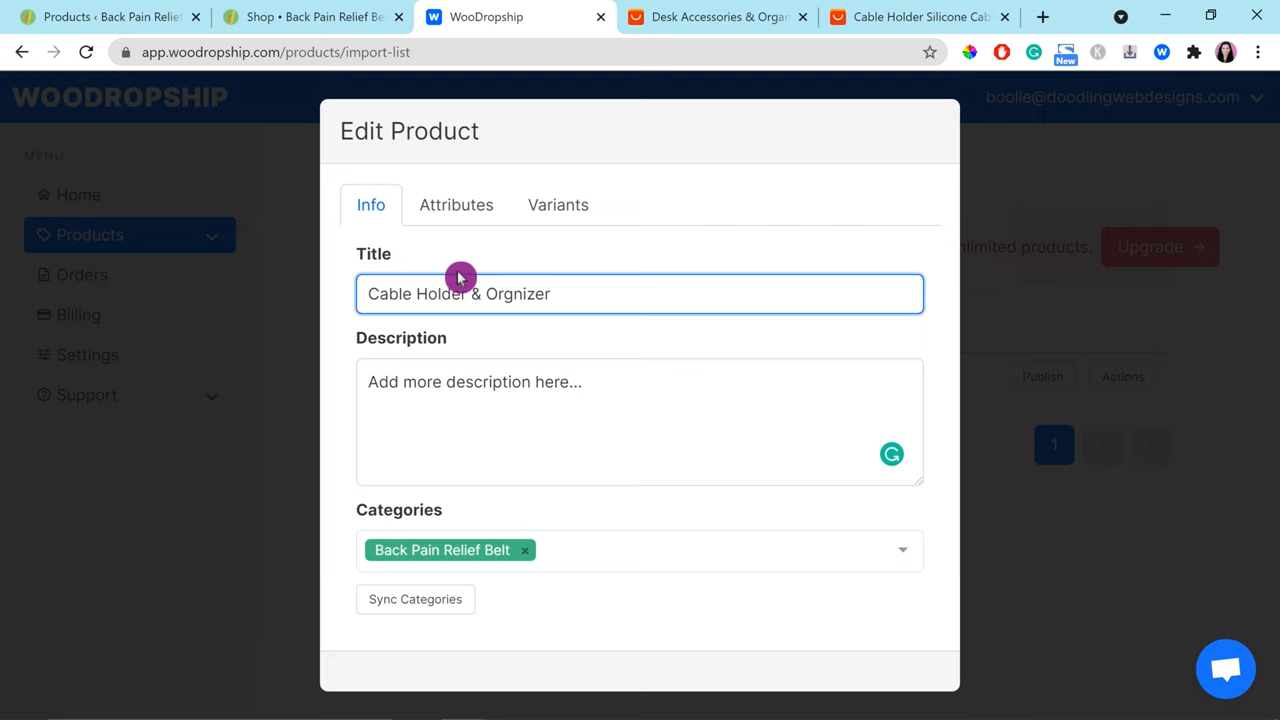 Products ‹ Back Pain Relief
Shop • Back Pain Relief Be
WooDropship
Desk Accessories & Organ
Cable Holder Silicone Cab
app.woodropship.com/products/import-list
New
WOODROPSHIP
boolie@doodlingwebdesigns.com
MENU
Home
Products
Orders
Billing
Settings
Support
nlimited products.
Upgrade →
Publish
Actions
1
Edit Product
Info
Attributes
Variants
Title
Cable Holder & Orgnizer
Description
Add more description here...
Categories
Back Pain Relief Belt ×
Sync Categories